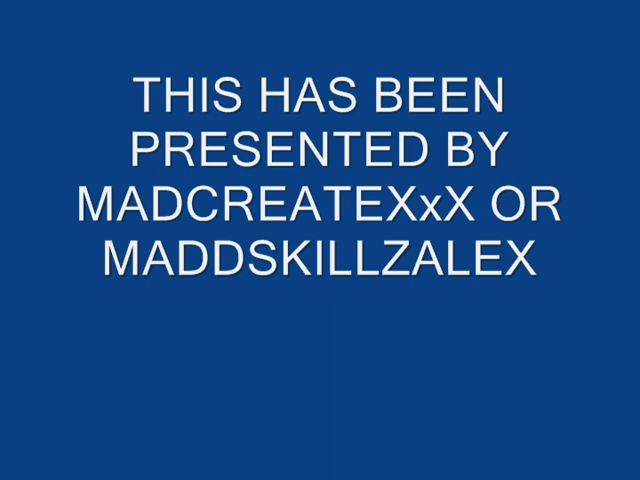 THIS HAS BEEN
PRESENTED BY
MADCREATEXxX OR
MADDSKILLZALEX